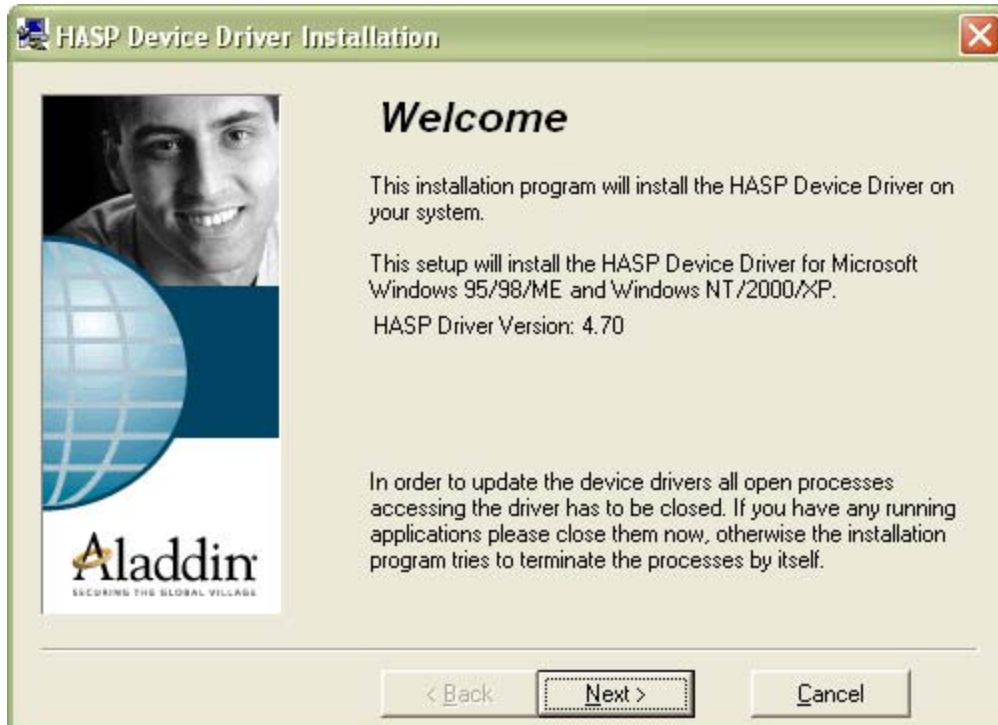 HASP Device Driver Installation
Welcome
This installation program will install the HASP Device Driver on
your system.
This setup will install the HASP Device Driver for Microsoft
Windows 95/98/ME and Windows NT/2000/XP.
HASP Driver Version: 4.70
In order to update the device drivers all open processes
accessing the driver has to be closed. If you have any running
applications please close them now, otherwise the installation
program tries to terminate the processes by itself.
Aladdin
SECURING THE GLOBAL VILLAGE
< Back
Next >
Cancel